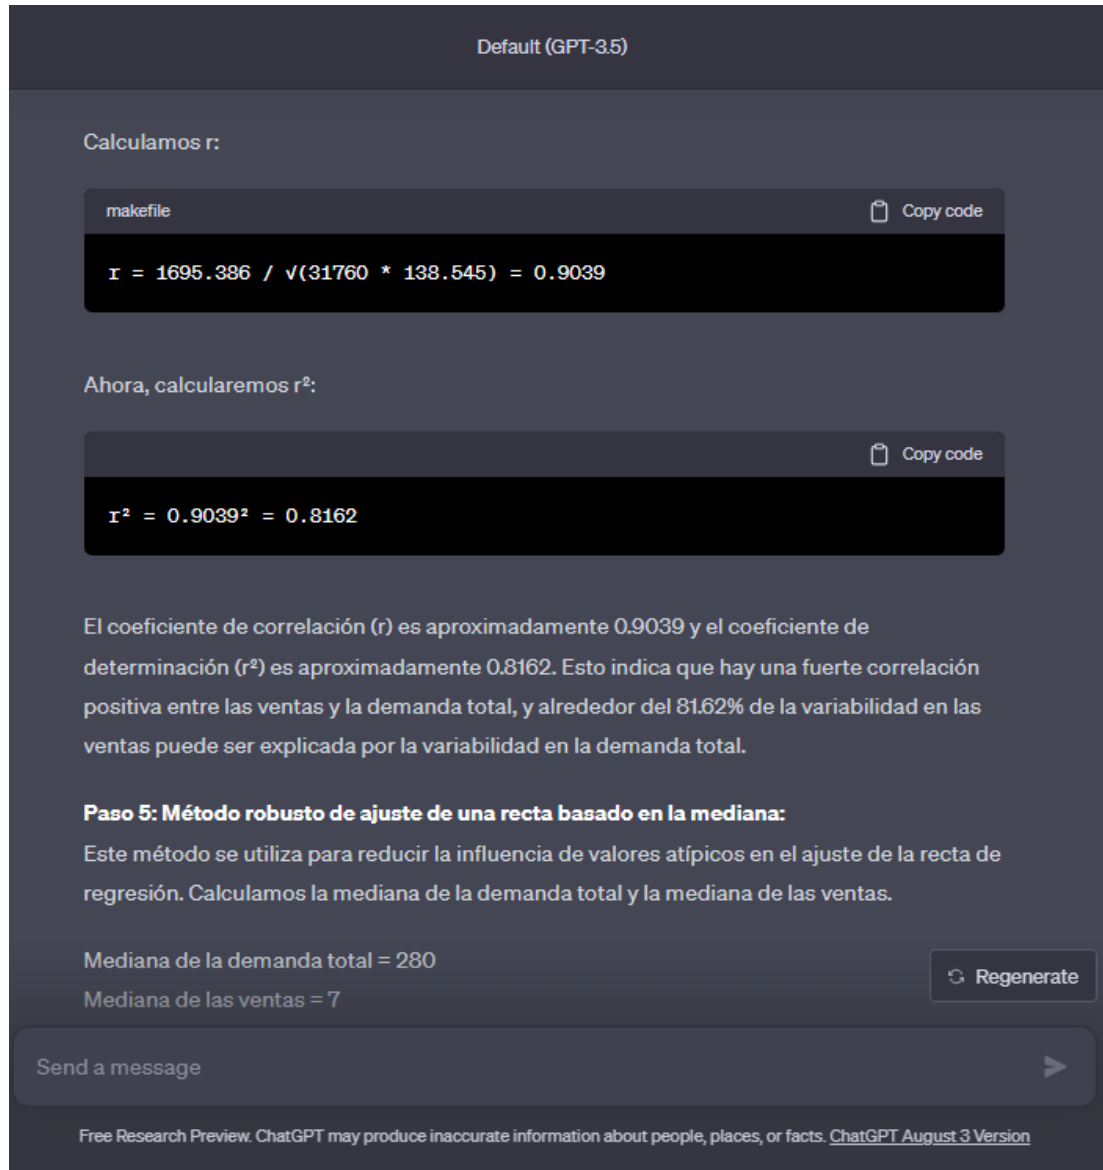 Default (GPT-3.5)
Calculamos r:
makefile
Copy code
r = 1695.386 / √(31760 * 138.545) = 0.9039
Ahora, calcularemos r²:
Copy code
r² = 0.9039² = 0.8162
El coeficiente de correlación (r) es aproximadamente 0.9039 y el coeficiente de
determinación (r²) es aproximadamente 0.8162. Esto indica que hay una fuerte correlación
positiva entre las ventas y la demanda total, y alrededor del 81.62% de la variabilidad en las
ventas puede ser explicada por la variabilidad en la demanda total.
Paso 5: Método robusto de ajuste de una recta basado en la mediana:
Este método se utiliza para reducir la influencia de valores atípicos en el ajuste de la recta de
regresión. Calculamos la mediana de la demanda total y la mediana de las ventas.
Mediana de la demanda total = 280
Regenerate
Mediana de las ventas = 7
Send a message
Free Research Preview. ChatGPT may produce inaccurate information about people, places, or facts. ChatGPT August 3 Version